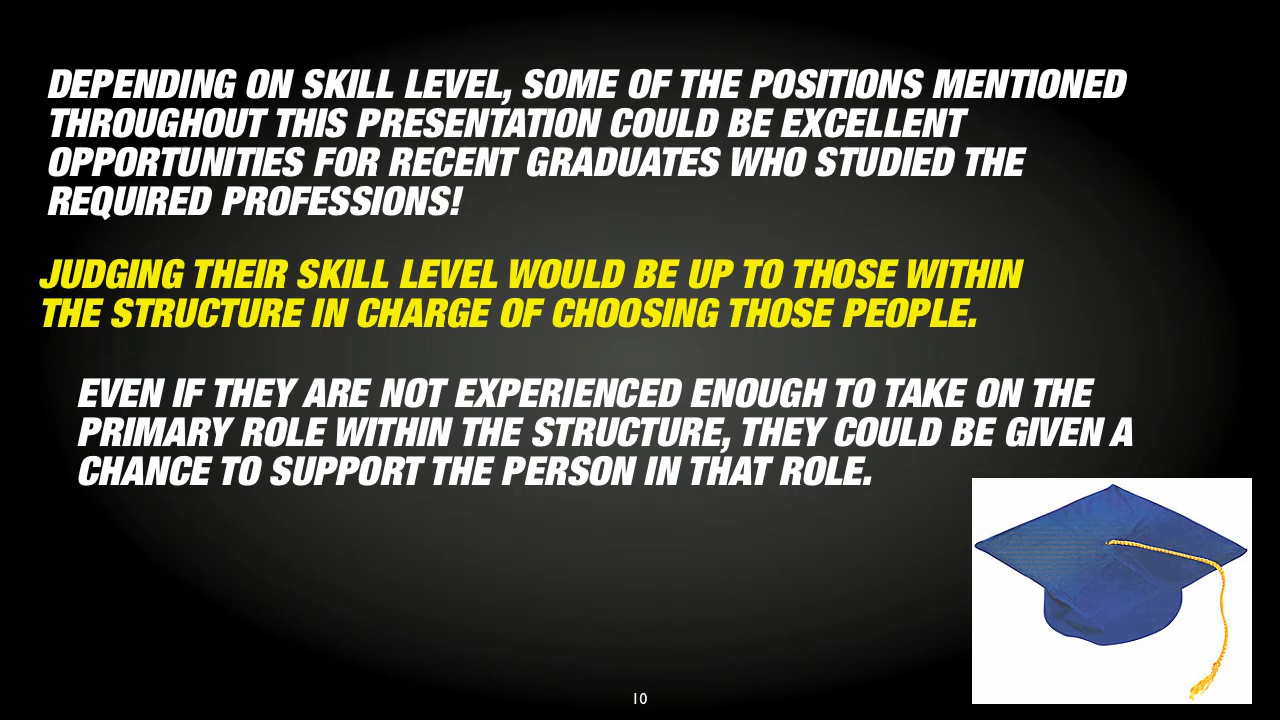 DEPENDING ON SKILL LEVEL, SOME OF THE POSITIONS MENTIONED
THROUGHOUT THIS PRESENTATION COULD BE EXCELLENT
OPPORTUNITIES FOR RECENT GRADUATES WHO STUDIED THE
REQUIRED PROFESSIONS!
JUDGING THEIR SKILL LEVEL WOULD BE UP TO THOSE WITHIN
THE STRUCTURE IN CHARGE OF CHOOSING THOSE PEOPLE.
EVEN IF THEY ARE NOT EXPERIENCED ENOUGH TO TAKE ON THE
PRIMARY ROLE WITHIN THE STRUCTURE, THEY COULD BE GIVEN A
CHANCE TO SUPPORT THE PERSON IN THAT ROLE.
10